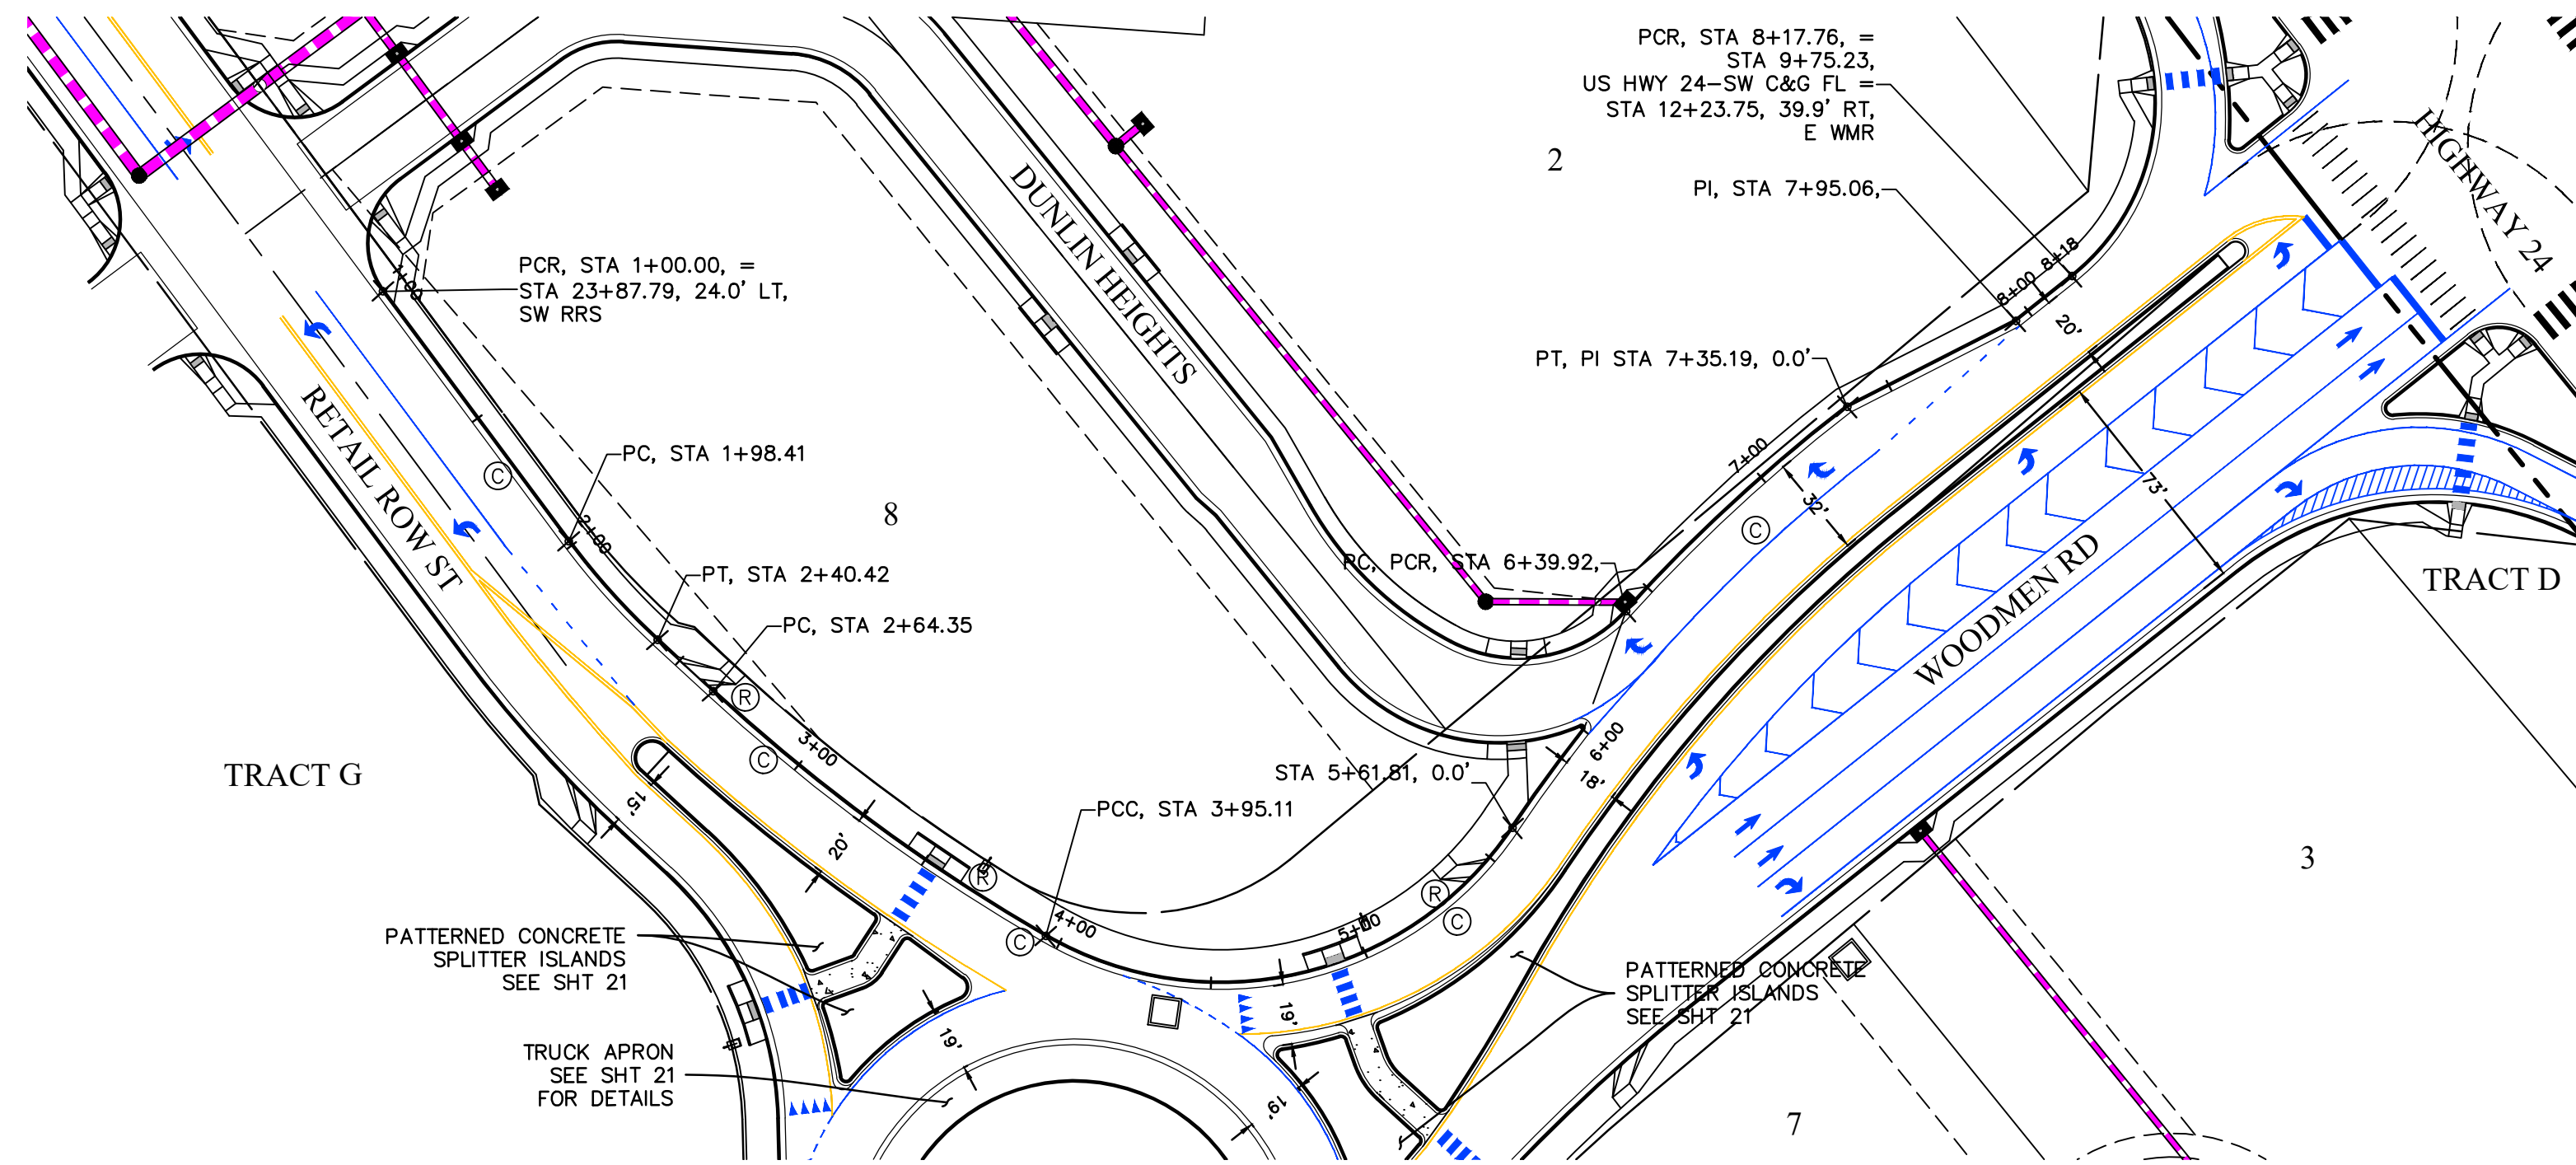 PCR, STA 8+17.76, =
STA 9+75.23,
US HWY 24-SW C&G FL =
STA 12+23.75, 39.9' RT,
E WMR
2
HIGHWAY 24
DUNLIN HEIGHTS
PI, STA 7+95.06,
8+18
8+00
20'
PCR, STA 1+00.00, =
STA 23+87.79, 24.0' LT,
SW RRS
1+00
PT, PI STA 7+35.19, 0.0'
RETAIL ROW ST
PC, STA 1+98.41
7+00
C
8
2+00
32'
C
73'
PC, PCR, STA 6+39.92,
PT, STA 2+40.42
TRACT D
WOODMEN RD
PC, STA 2+64.35
R
3+00
C
6+00
TRACT G
STA 5+61.81, 0.0'
18'
15'
PCC, STA 3+95.11
20'
3
R
R
4+00
5+00
C
C
PATTERNED CONCRETE
SPLITTER ISLANDS
SEE SHT 21
PATTERNED CONCRETE
SPLITTER ISLANDS
SEE SHT 21
19'
19'
TRUCK APRON
SEE SHT 21
FOR DETAILS
19'
7